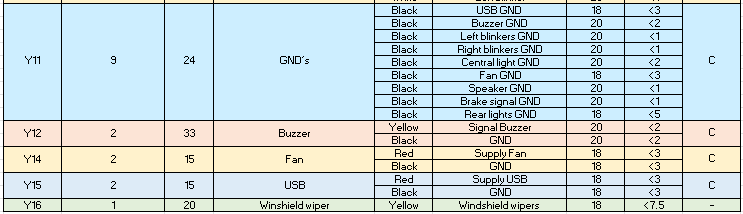 Black USB GND 18 <3
Black Buzzer GND 20 <2
Black Left blinkers GND 20 <1
Black Right blinkers GND 20 <1
Y11 9 24 GND´s Black Central light GND 20 <2 C
Black Fan GND 18 <3
Black Speaker GND 20 <1
Black Brake signal GND 20 <1
Black Rear lights GND 18 <5
Y12 2 33 Buzzer Yellow Signal Buzzer 20 <2 C
Black GND 20 <2
Y14 2 15 Fan Red Supply Fan 18 <3 C
Black GND 18 <3
Y15 2 15 USB Red Supply USB 18 <3 C
Black GND 18 <3
Y16 1 20 Winshield wiper Yellow Windshield wipers 18 <7.5 -